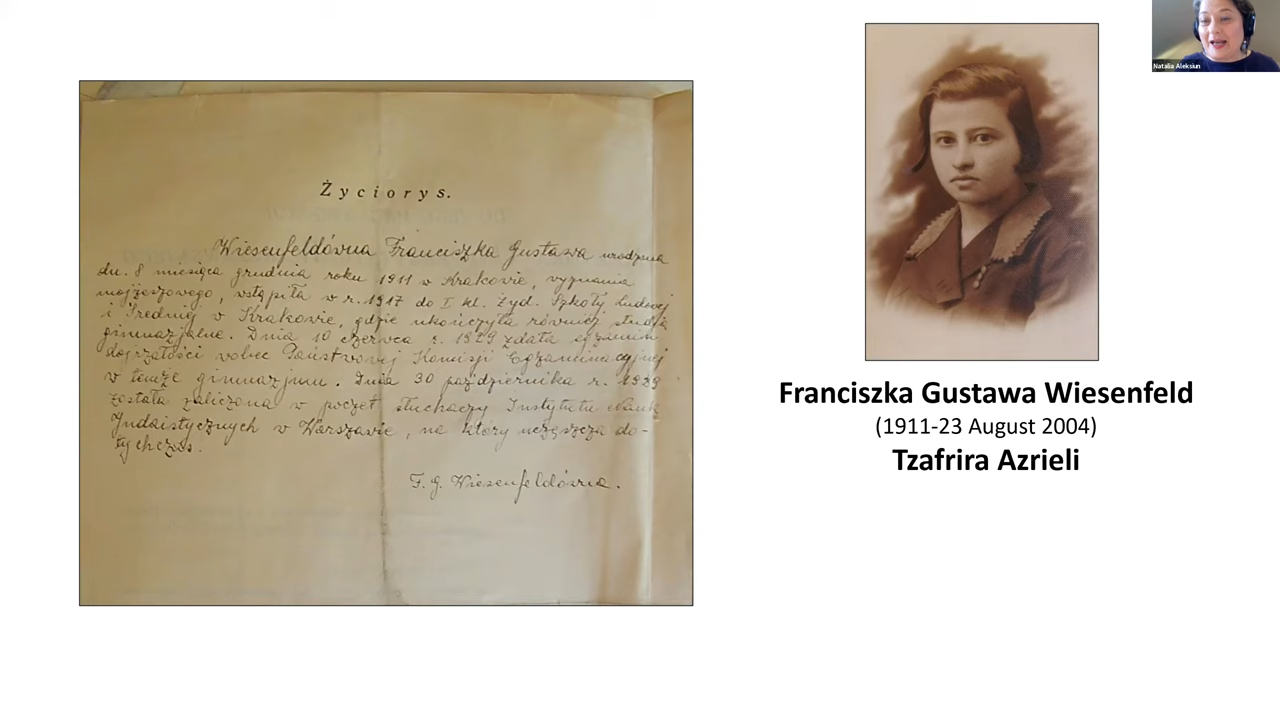 Życiorys.
Wiesenfeldówna Franciszka Gustawa urodzona
dn. 8 miesiąca grudnia roku 1911 w Krakowie, wyznania
mojżeszowego, wstąpiła w r. 1917 do I kl. Żyd. Szkoły Ludowej
i Średniej w Krakowie, gdzie ukończyła również studja
gimnazjalne. Dnia 10 czerwca r. 1929 zdała egzamin
dojrzałości wobec Państwowej Komisji Egzaminacyjnej
w temże gimnazjum. Dnia 30 października r. 1929
została zaliczona w poczet słuchaczy Instytutu Nauk
Judaistycznych w Warszawie, na który uczęszcza do-
tychczas.
F. G. Wiesenfeldówna.
Natalia Aleksiun
Franciszka Gustawa Wiesenfeld
(1911-23 August 2004)
Tzafrira Azrieli